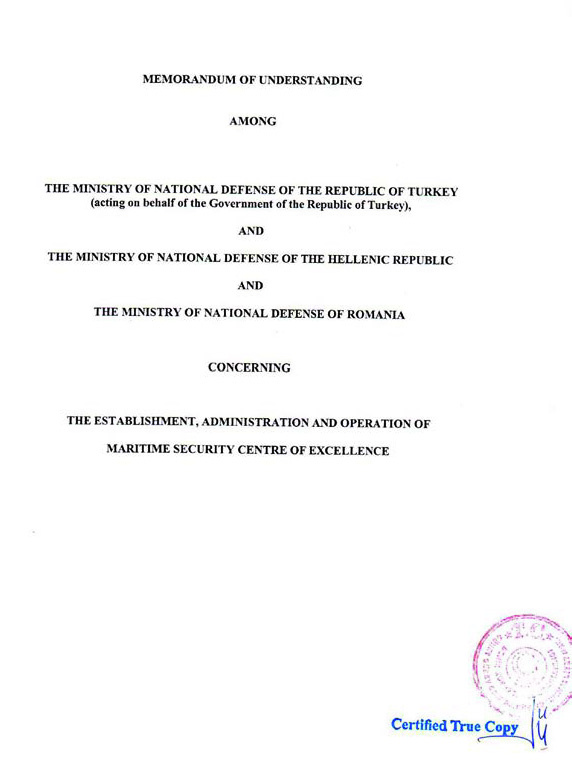 MEMORANDUM OF UNDERSTANDING
AMONG
THE MINISTRY OF NATIONAL DEFENSE OF THE REPUBLIC OF TURKEY
(acting on behalf of the Government of the Republic of Turkey),
AND
THE MINISTRY OF NATIONAL DEFENSE OF THE HELLENIC REPUBLIC
AND
THE MINISTRY OF NATIONAL DEFENSE OF ROMANIA
CONCERNING
THE ESTABLISHMENT, ADMINISTRATION AND OPERATION OF
MARITIME SECURITY CENTRE OF EXCELLENCE
Certified True Copy